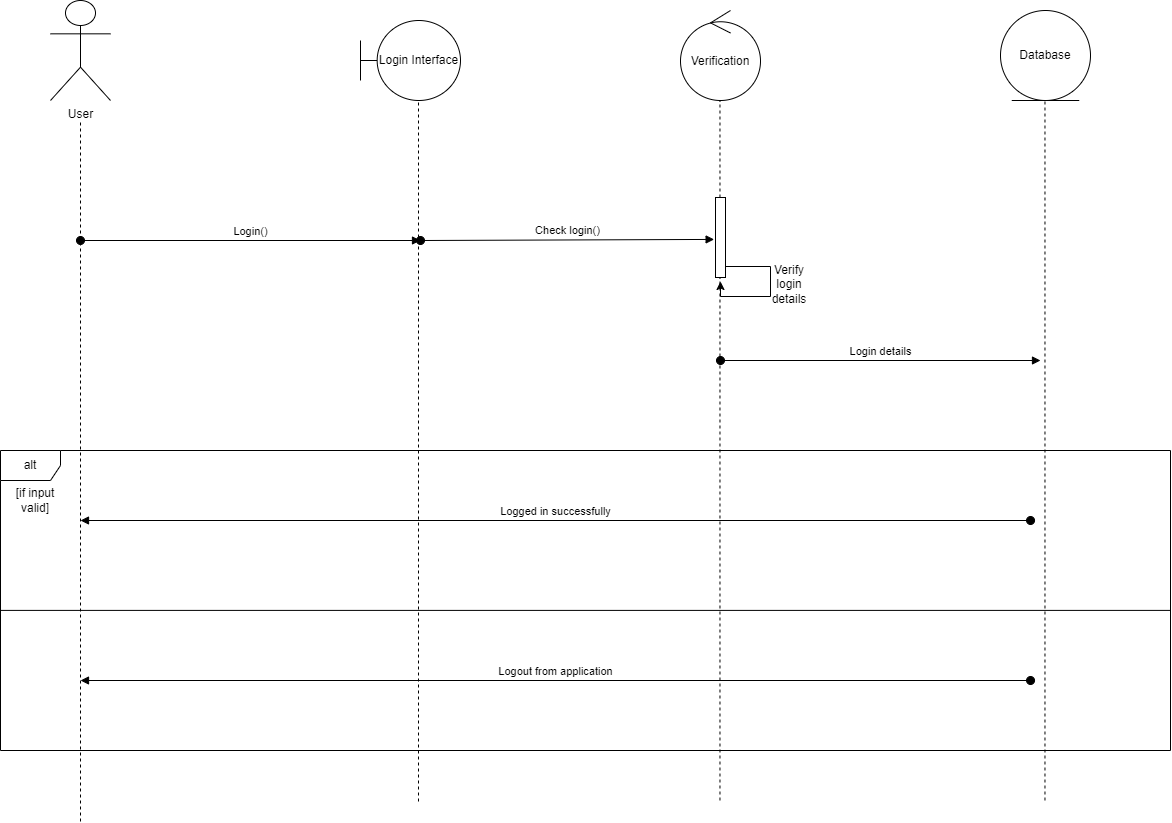 Login Interface
Verification
Database
User
Login()
Check login()
Verify
login
details
Login details
alt
[if input
valid]
Logged in successfully
Logout from application